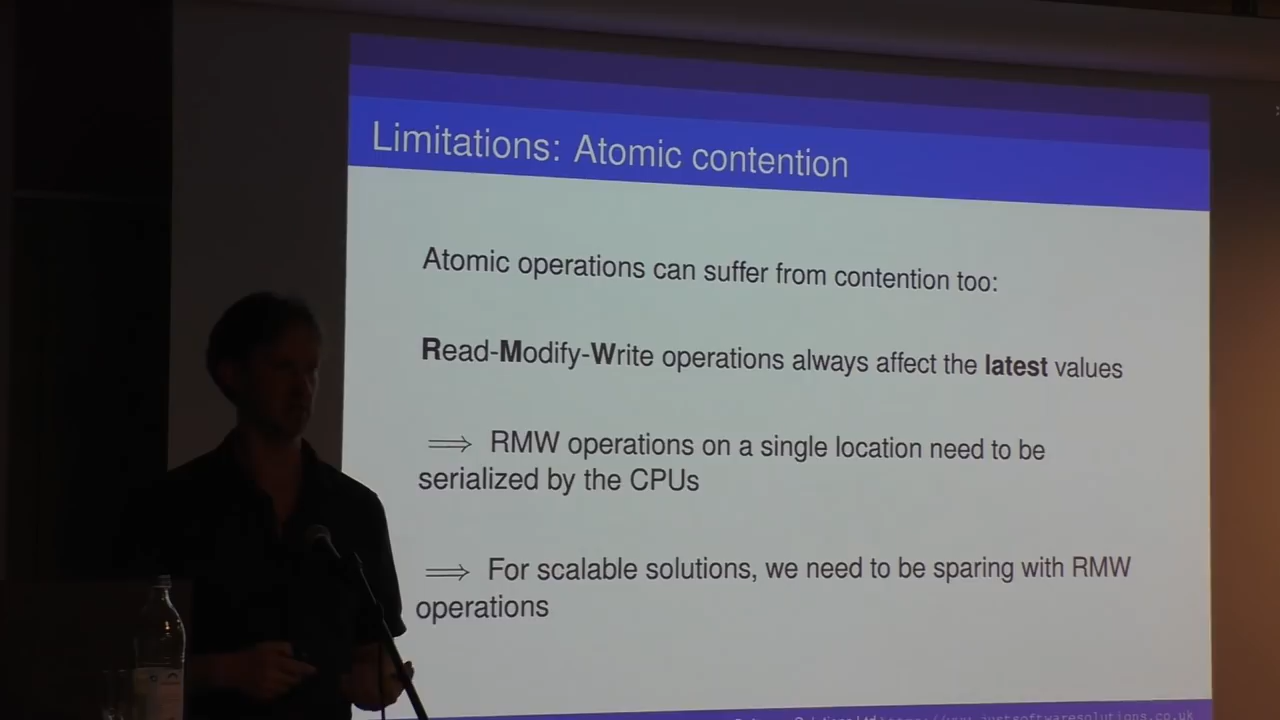 Limitations: Atomic contention
Atomic operations can suffer from contention too:
Read-Modify-Write operations always affect the latest values
⟹ RMW operations on a single location need to be
serialized by the CPUs
⟹ For scalable solutions, we need to be sparing with RMW
operations